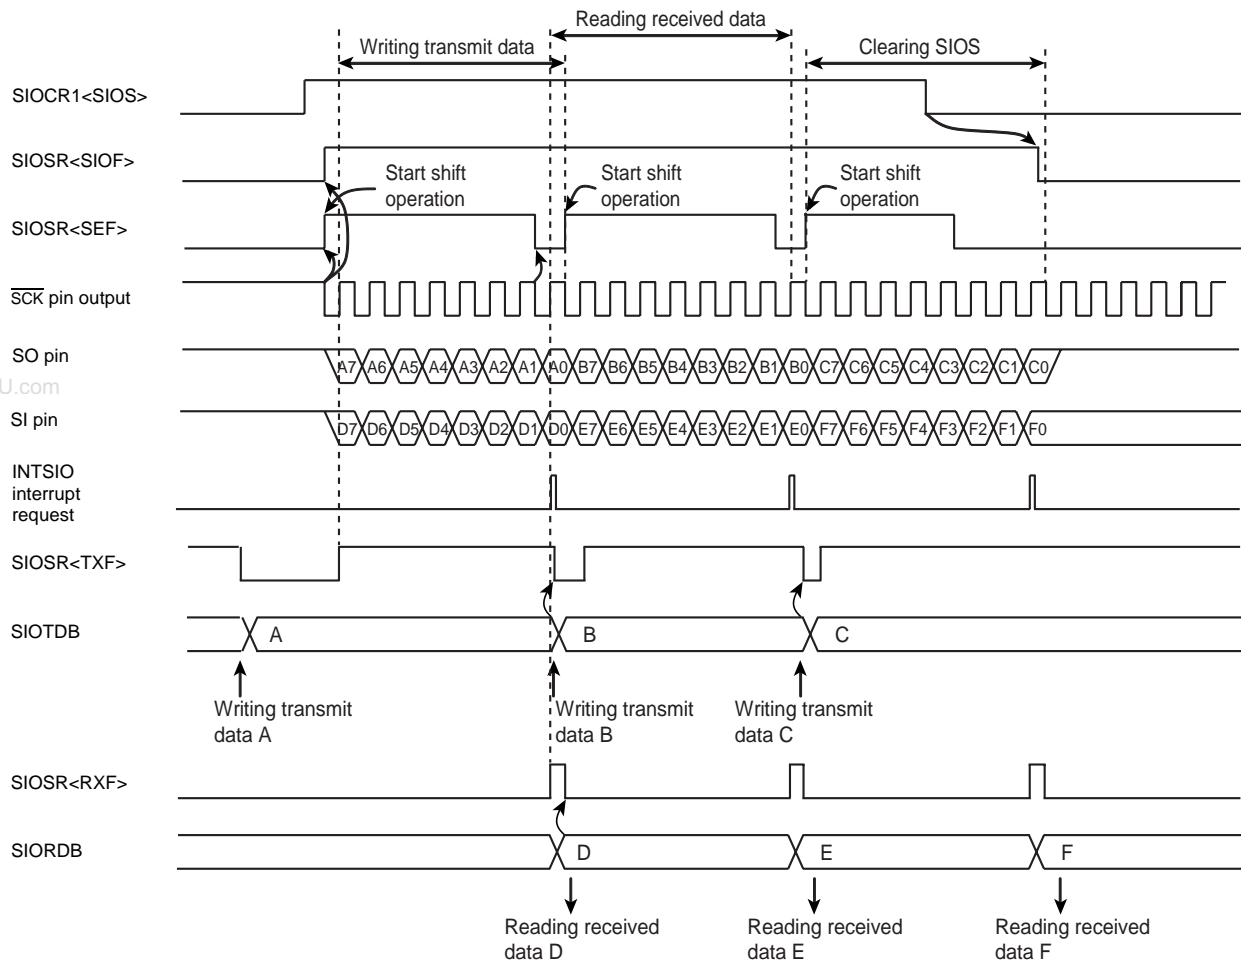 Reading received data
Writing transmit data
Clearing SIOS
SIOCR1<SIOS>
SIOSR<SIOF>
Start shift
operation
Start shift
operation
Start shift
operation
SIOSR<SEF>
SCK pin output
SO pin
A7 A6 A5 A4 A3 A2 A1 A0 B7 B6 B5 B4 B3 B2 B1 B0 C7 C6 C5 C4 C3 C2 C1 C0
U.com
SI pin
D7 D6 D5 D4 D3 D2 D1 D0 E7 E6 E5 E4 E3 E2 E1 E0 F7 F6 F5 F4 F3 F2 F1 F0
INTSIO
interrupt
request
SIOSR<TXF>
SIOTDB
A B C
Writing transmit
data A
Writing transmit
data B
Writing transmit
data C
SIOSR<RXF>
SIORDB
D E F
Reading received
data D
Reading received
data E
Reading received
data F